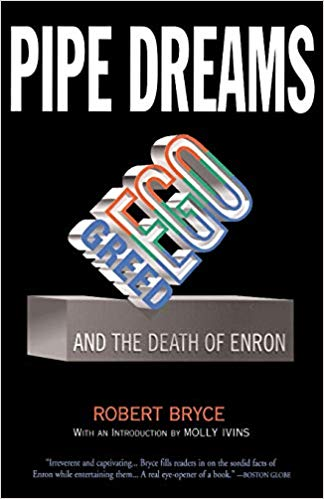 PIPE DREAMS
GREED
EGO
AND THE DEATH OF ENRON
ROBERT BRYCE
WITH AN INTRODUCTION BY MOLLY IVINS
"Irreverent and captivating... Bryce fills readers in on the sordid facts of
Enron while entertaining them... A real eye-opener of a book." —BOSTON GLOBE